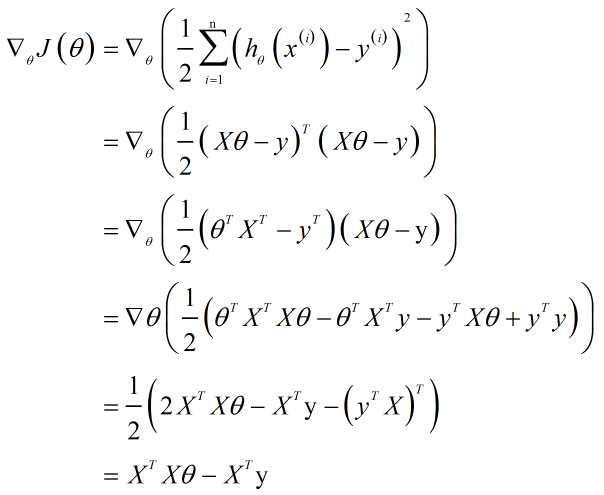 ∇_θ J(θ) = ∇_θ ( 1/2 ∑_{i=1}^{n} ( h_θ ( x^{(i)} ) − y^{(i)} )^2 )
= ∇_θ ( 1/2 ( Xθ − y )^T ( Xθ − y ) )
= ∇_θ ( 1/2 ( θ^T X^T − y^T ) ( Xθ − y ) )
= ∇θ ( 1/2 ( θ^T X^T Xθ − θ^T X^T y − y^T Xθ + y^T y ) )
= 1/2 ( 2 X^T Xθ − X^T y − ( y^T X )^T )
= X^T Xθ − X^T y